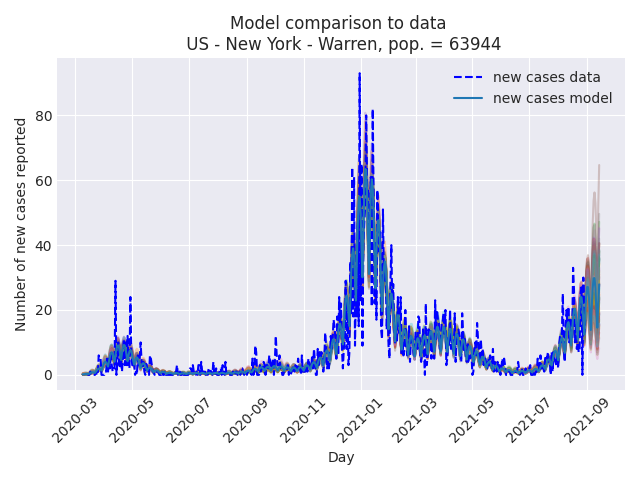 Model comparison to data
US - New York - Warren, pop. = 63944
Number of new cases reported
80
60
40
20
0
new cases data
new cases model
2020-03
2020-05
2020-07
2020-09
2020-11
2021-01
2021-03
2021-05
2021-07
2021-09
Day